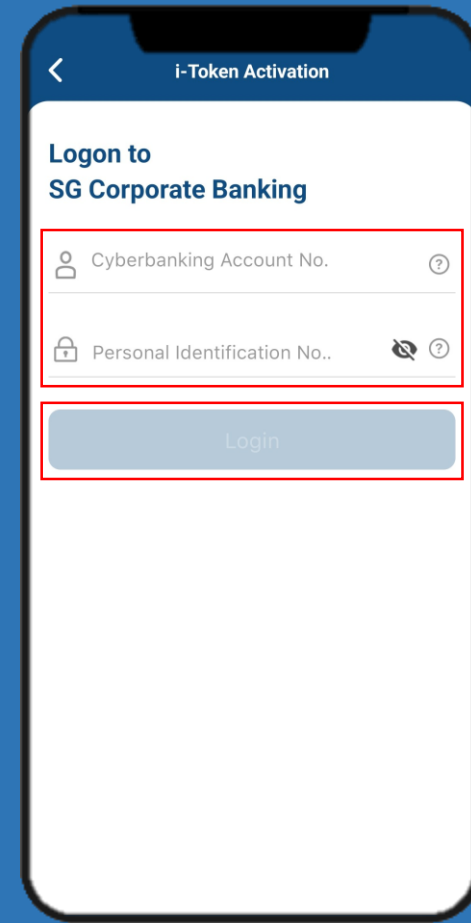 i-Token Activation
Logon to
SG Corporate Banking
Cyberbanking Account No.
Personal Identification No..
Login